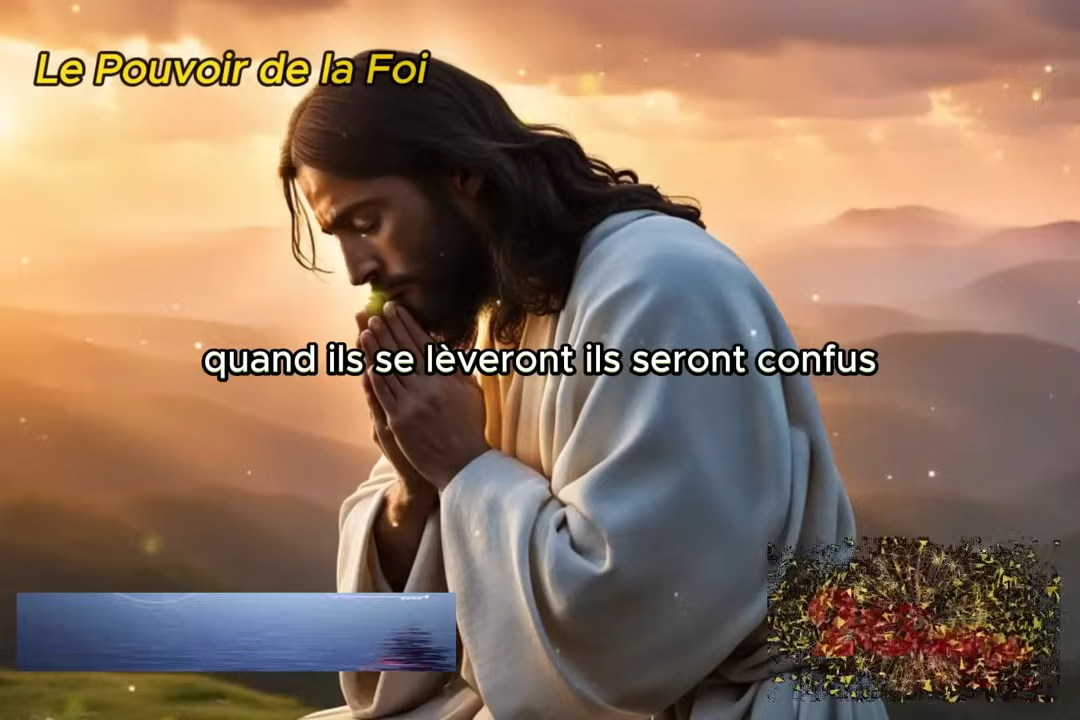 Le Pouvoir de la Foi
quand ils se lèveront ils seront confus